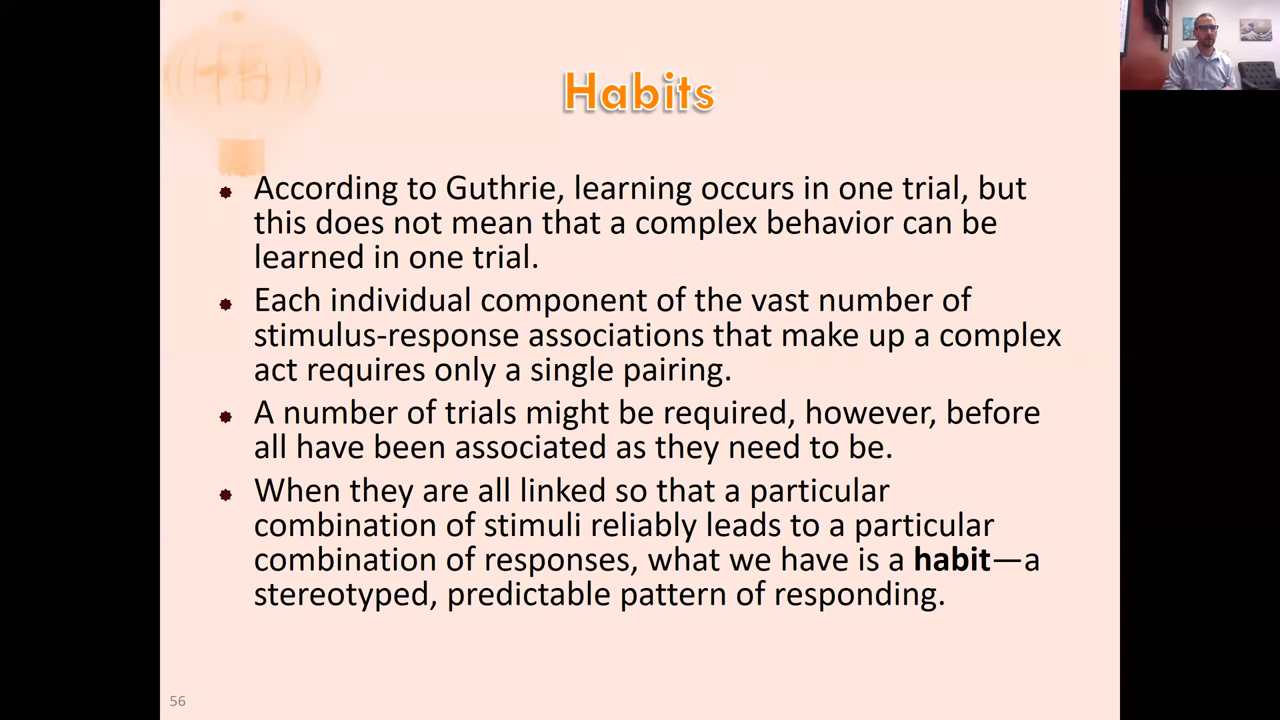 福
Habits
According to Guthrie, learning occurs in one trial, but
this does not mean that a complex behavior can be
learned in one trial.
Each individual component of the vast number of
stimulus-response associations that make up a complex
act requires only a single pairing.
A number of trials might be required, however, before
all have been associated as they need to be.
When they are all linked so that a particular
combination of stimuli reliably leads to a particular
combination of responses, what we have is a habit—a
stereotyped, predictable pattern of responding.
56